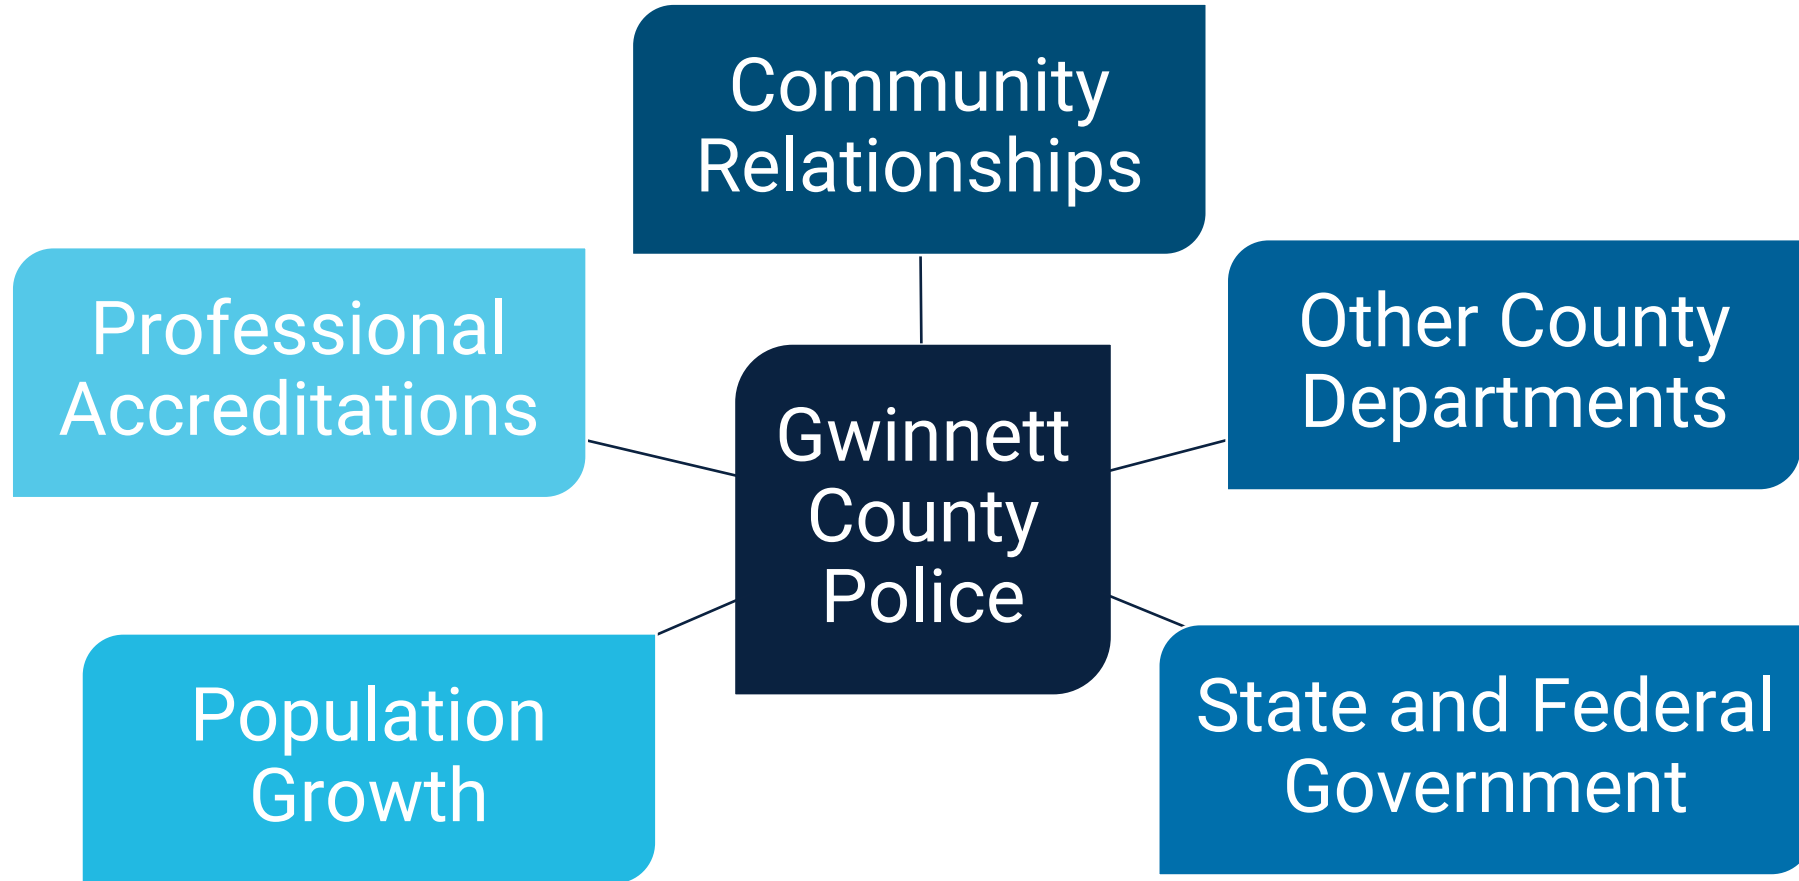 Community
Relationships
Professional
Accreditations
Other County
Departments
Gwinnett
County
Police
Population
Growth
State and Federal
Government